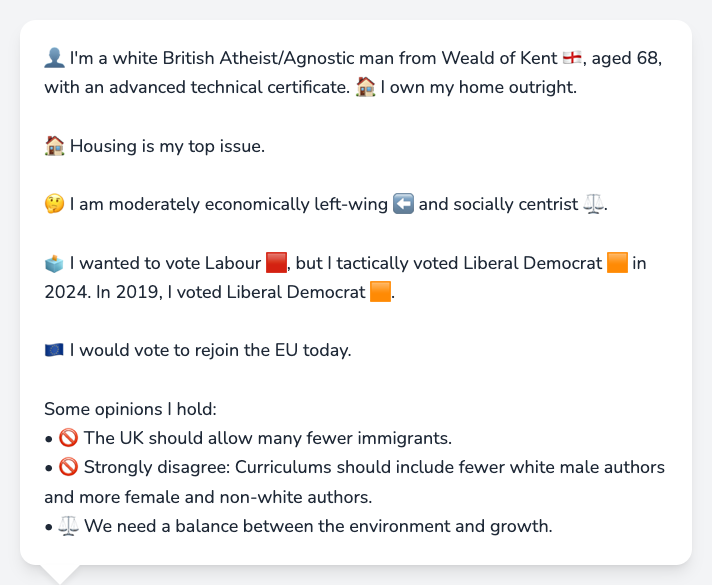 👤 I'm a white British Atheist/Agnostic man from Weald of Kent 🏴󠁧󠁢󠁥󠁮󠁧󠁿, aged 68,
with an advanced technical certificate. 🏠 I own my home outright.
🏠 Housing is my top issue.
🤔 I am moderately economically left-wing ⬅️ and socially centrist ⚖️.
🗳️ I wanted to vote Labour 🟥, but I tactically voted Liberal Democrat 🟧 in
2024. In 2019, I voted Liberal Democrat 🟧.
🇪🇺 I would vote to rejoin the EU today.
Some opinions I hold:
• 🚫 The UK should allow many fewer immigrants.
• 🚫 Strongly disagree: Curriculums should include fewer white male authors
and more female and non-white authors.
• ⚖️ We need a balance between the environment and growth.